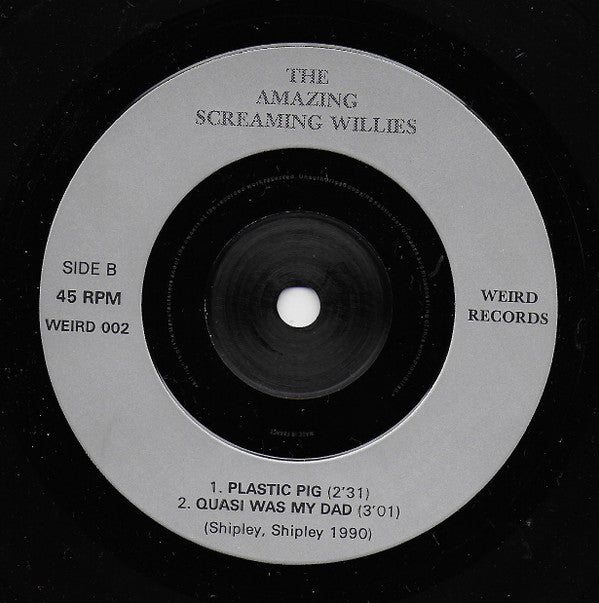 THE
AMAZING
SCREAMING WILLIES
SIDE B
45 RPM
WEIRD 002
WEIRD
RECORDS
1. PLASTIC PIG (2'31)
2. QUASI WAS MY DAD (3'01)
(Shipley, Shipley 1990)